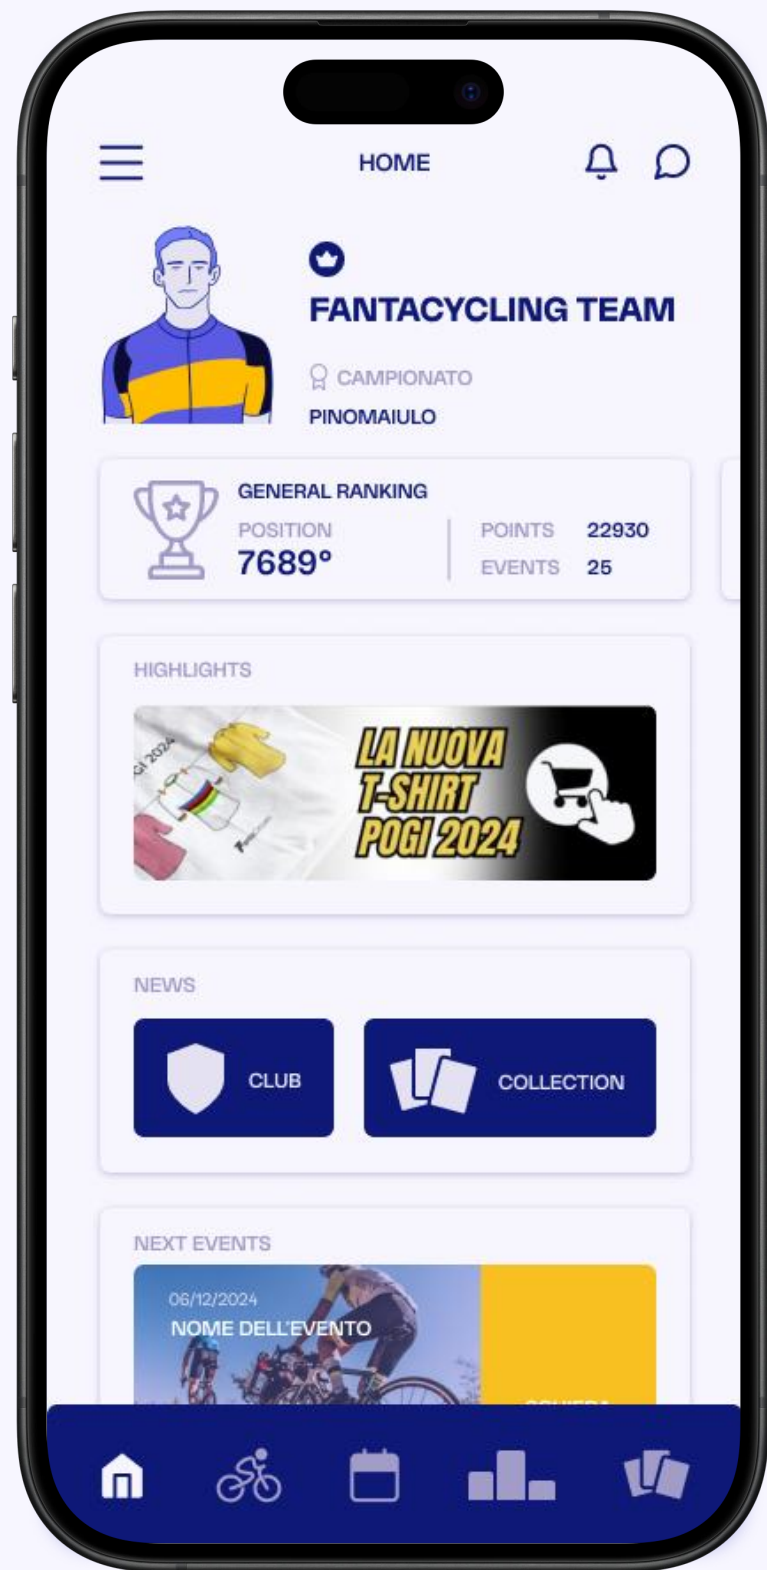 HOME
FANTACYCLING TEAM
CAMPIONATO
PINOMAIULO
GENERAL RANKING
POSITION
7689°
POINTS 22930
EVENTS 25
HIGHLIGHTS
LA NUOVA
T-SHIRT
POGI 2024
NEWS
CLUB
COLLECTION
NEXT EVENTS
06/12/2024
NOME DELL'EVENTO